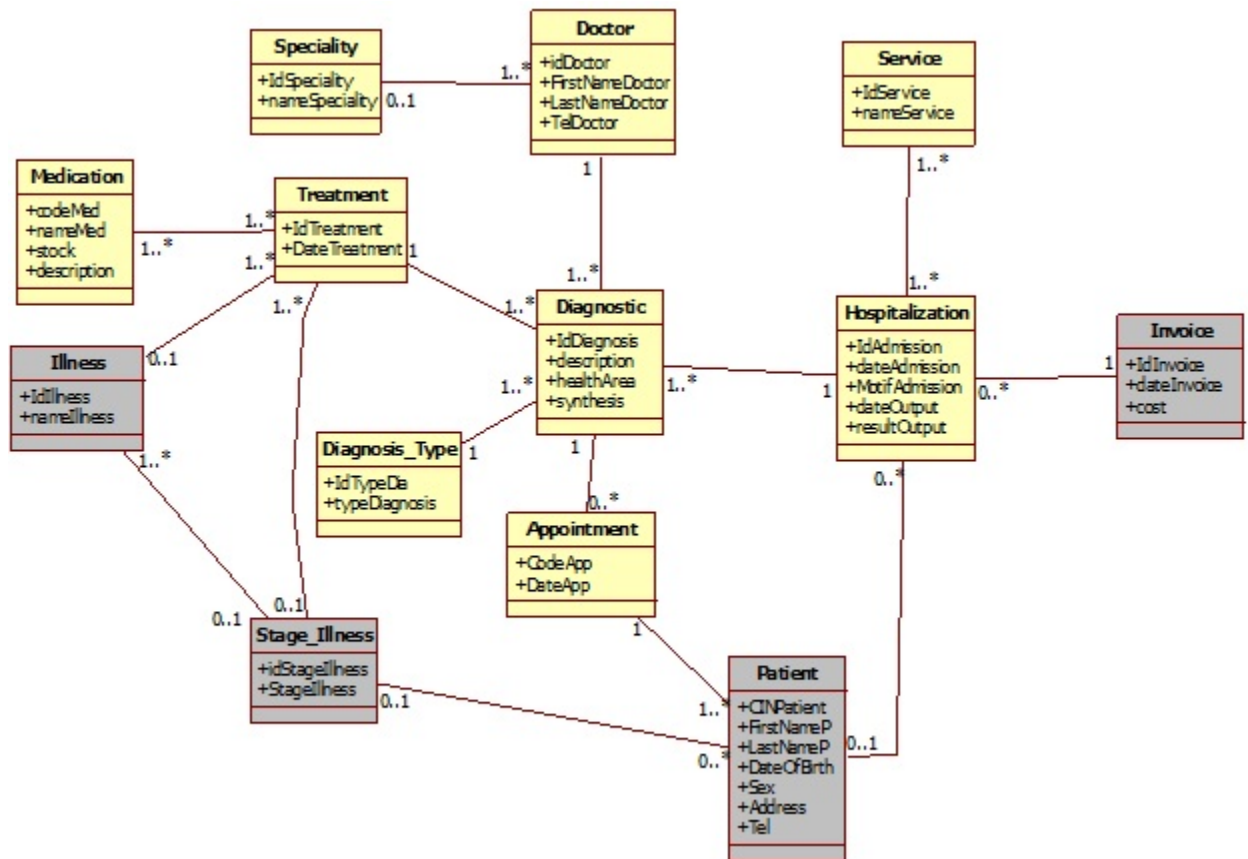 Doctor
+idDoctor
+FirstNameDoctor
+LastNameDoctor
+TelDoctor
Speciality
+IdSpeciality
+nameSpeciality
1..*
0..1
Service
+IdService
+nameService
1
1..*
Medication
+codeMed
+nameMed
+stock
+description
Treatment
+IdTreatment
+DateTreatment
1..*
1..*
1..*
1
1..*
1..*
1..*
1..*
Diagnostic
+IdDiagnosis
+description
+healthArea
+synthesis
Hospitalization
+IdAdmission
+dateAdmission
+MotifAdmission
+dateOutput
+resultOutput
Invoice
+IdInvoice
+dateInvoice
+cost
Illness
+IdIllness
+nameIllness
0..1
1..*
1
0..*
1
1..*
Diagnosis_Type
+IdTypeDia
+typeDiagnosis
1
1
0..*
0..*
1..*
Appointment
+CodeApp
+DateApp
0..1
0..1
1
Stage_Illness
+idStageIllness
+StageIllness
0..1
Patient
+CINPatient
+FirstNameP
+LastNameP
+DateOfBirth
+Sex
+Address
+Tel
1..*
0..*
0..1